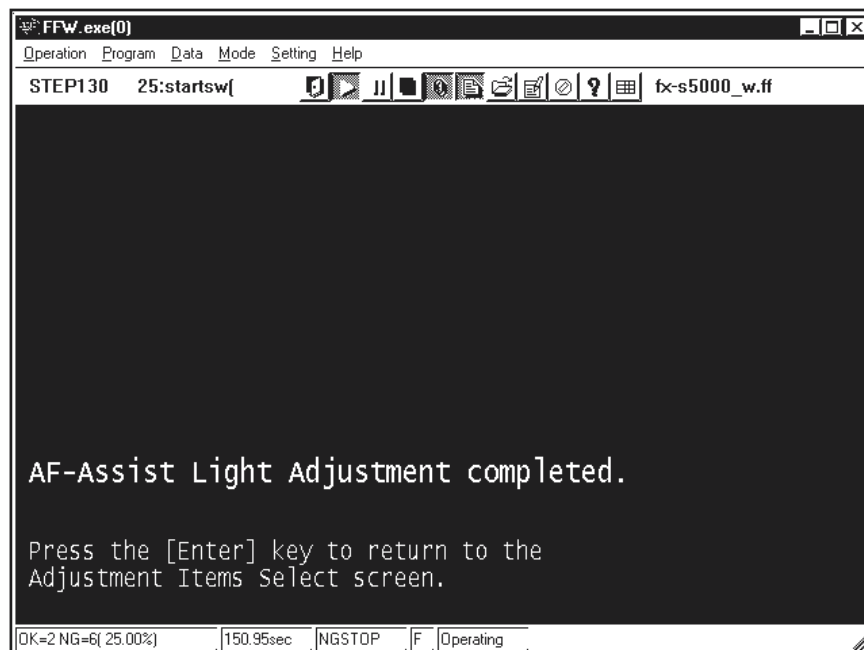 FFW.exe(0)
Operation Program Data Mode Setting Help
STEP130 25:startsw( fx-s5000_w.ff
AF-Assist Light Adjustment completed.
Press the [Enter] key to return to the
Adjustment Items Select screen.
OK=2 NG=6( 25.00%) 150.95sec NGSTOP F Operating